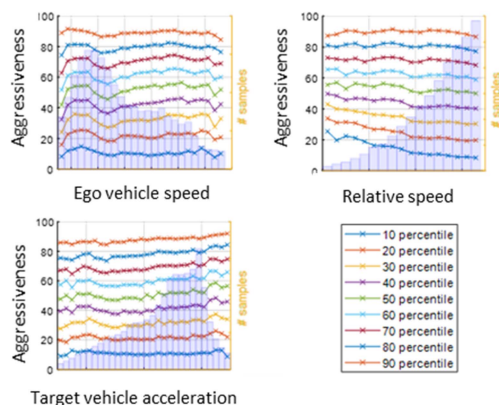 100
80
60
40
20
0
Aggressiveness
# samples
Ego vehicle speed
100
80
60
40
20
0
Aggressiveness
# samples
Relative speed
100
80
60
40
20
0
Aggressiveness
# samples
Target vehicle acceleration
10 percentile
20 percentile
30 percentile
40 percentile
50 percentile
60 percentile
70 percentile
80 percentile
90 percentile